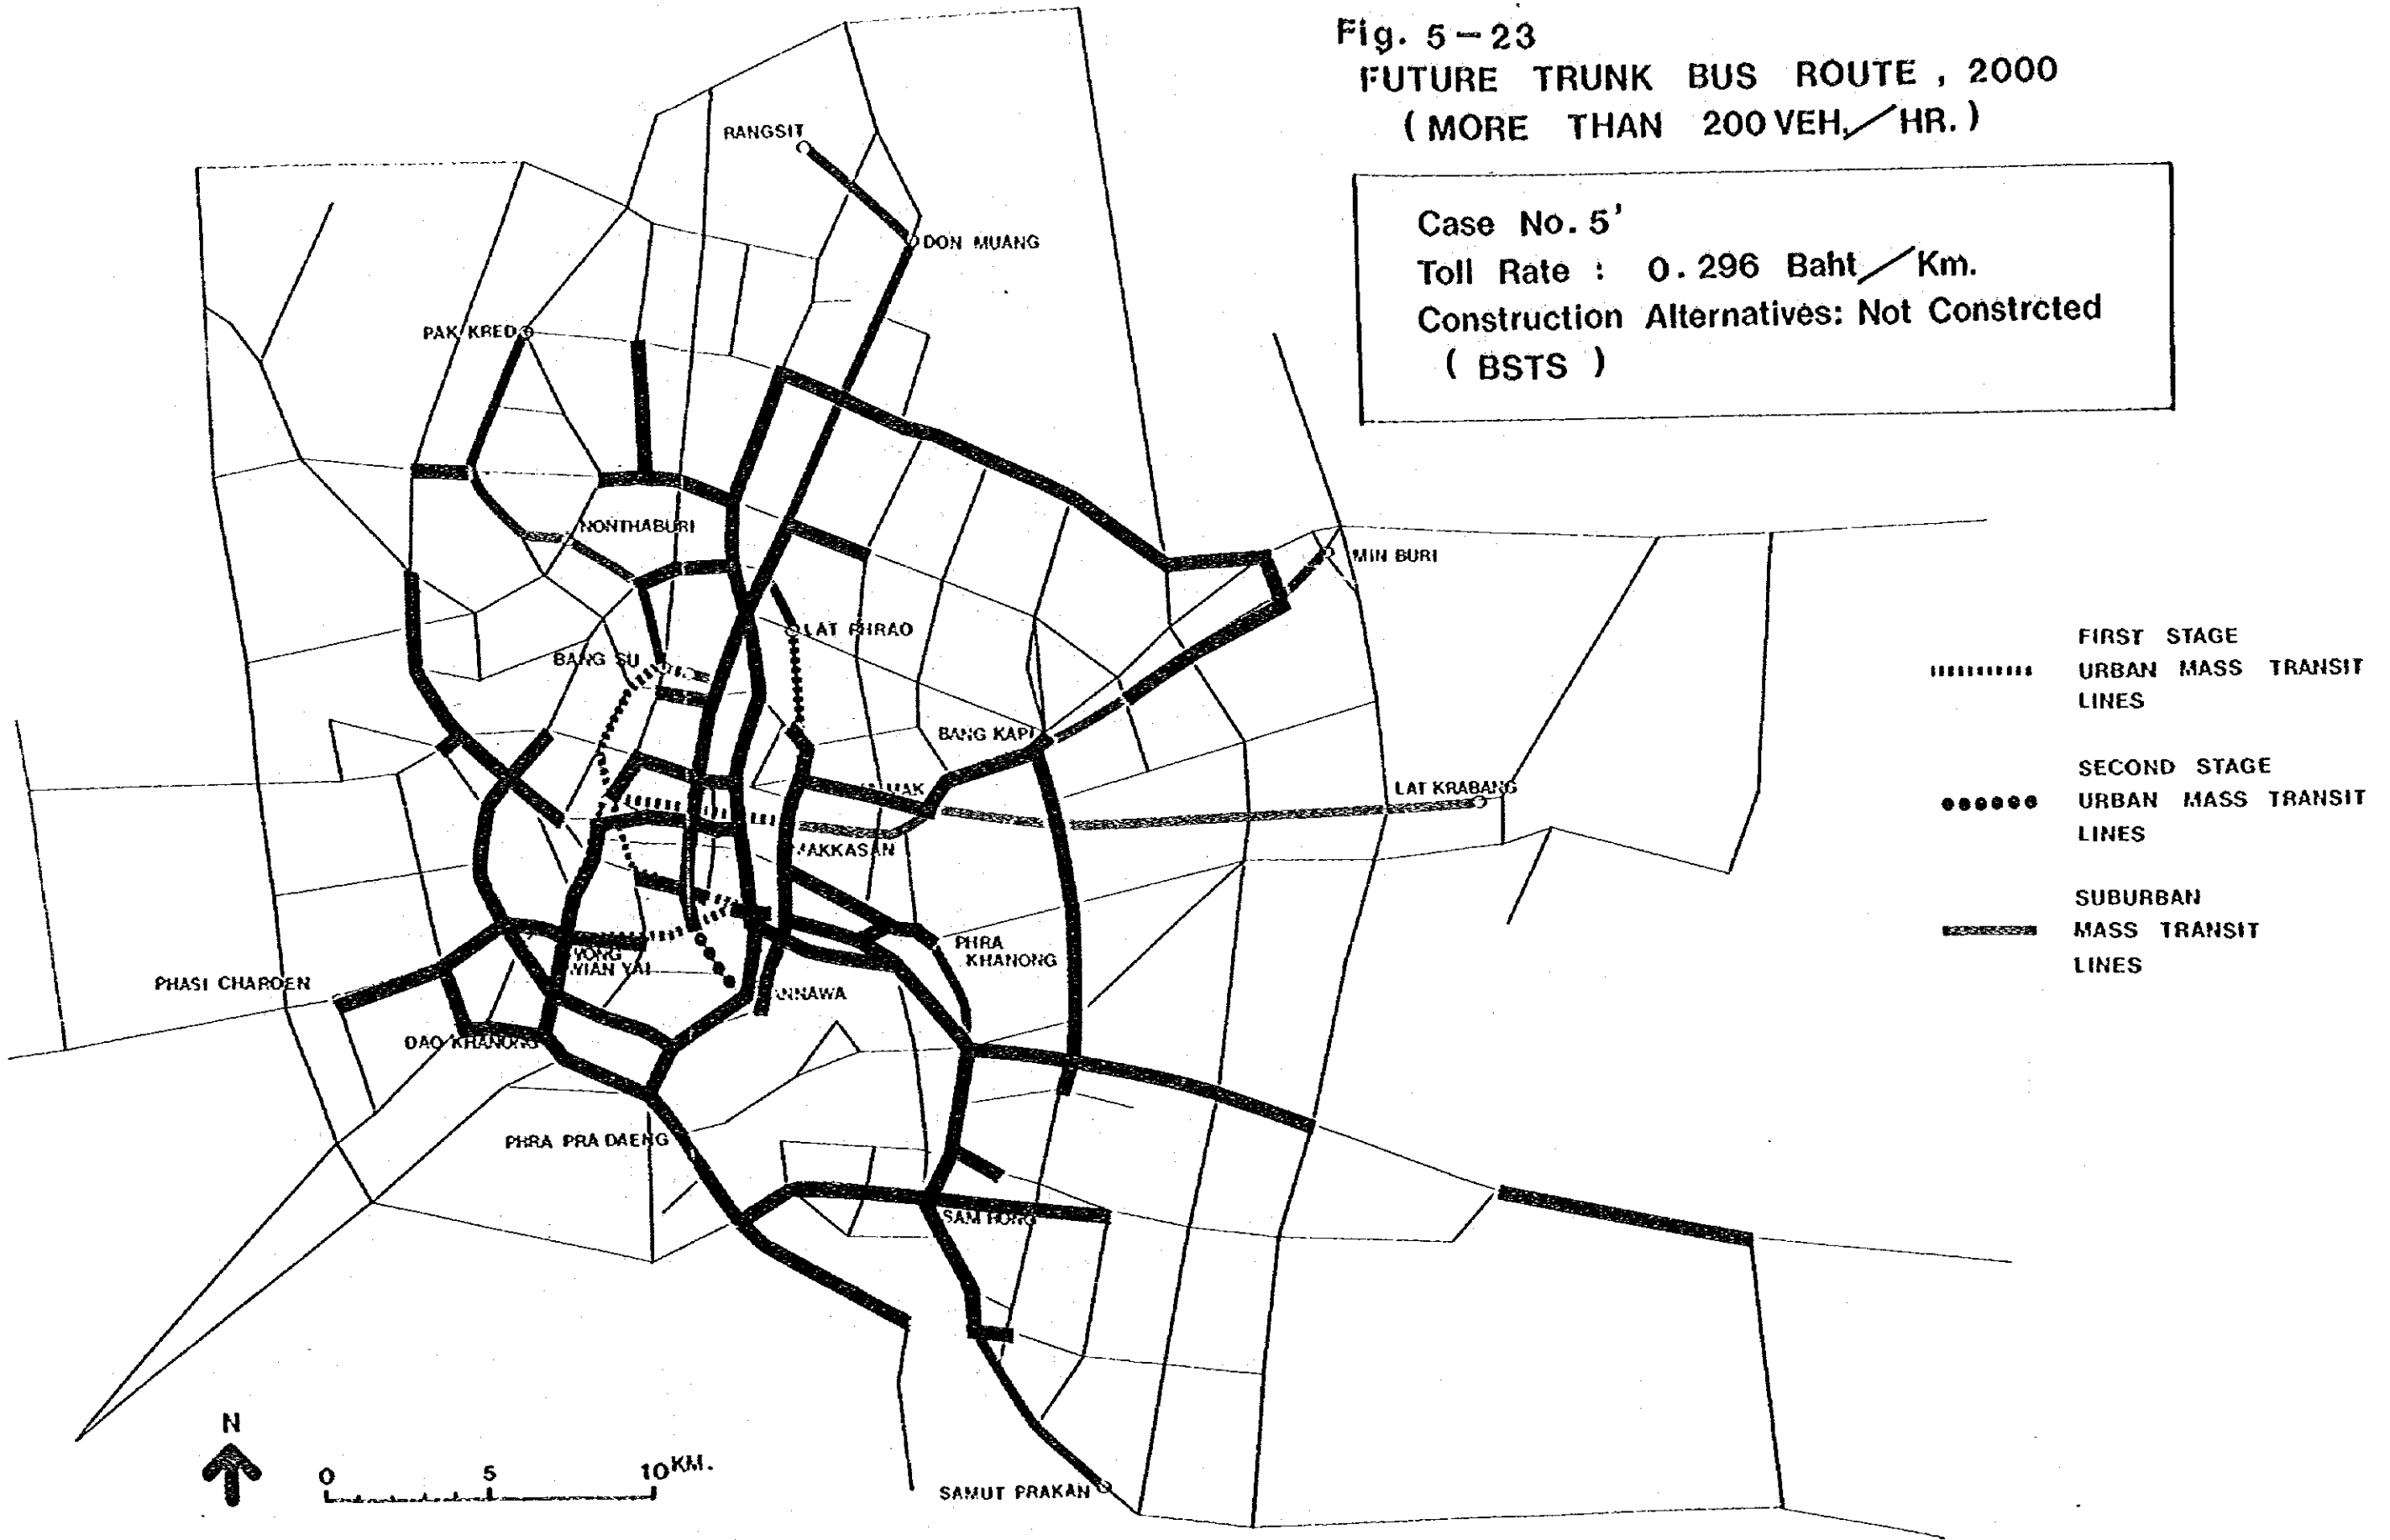 Fig. 5-23
FUTURE TRUNK BUS ROUTE, 2000
(MORE THAN 200 VEH./HR.)
Case No. 5'
Toll Rate : 0.296 Baht/Km.
Construction Alternatives: Not Constrcted
( BSTS )
RANGSIT
DON MUANG
PAK KRED
NONTHABURI
MIN BURI
LAT PHRAO
BANG SU
BANG KAPI
LAT KRABANG
MAKKASAN
PHRA
KHANONG
WONG
WIAN YAI
PHASI CHAROEN
DAO KHANONG
PHRA PRA DAENG
SAM RONG
SAMUT PRAKAN
FIRST STAGE
URBAN MASS TRANSIT
LINES
SECOND STAGE
URBAN MASS TRANSIT
LINES
SUBURBAN
MASS TRANSIT
LINES
N
0 5 10 KM.